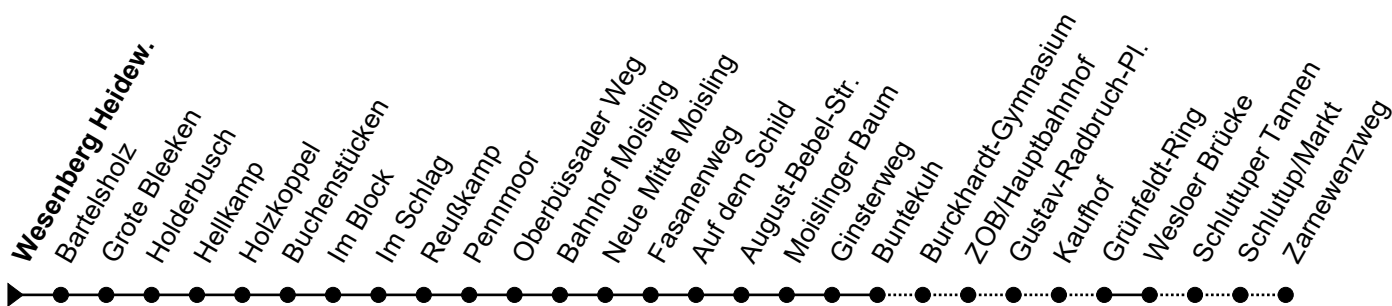 Wesenberg Heidew.
Bartelsholz
Grote Bleeken
Holderbusch
Hellkamp
Holzkoppel
Buchenstücken
Im Block
Im Schlag
Reußkamp
Pennmoor
Oberbüssauer Weg
Bahnhof Moisling
Neue Mitte Moisling
Fasanenweg
Auf dem Schild
August-Bebel-Str.
Moislinger Baum
Ginsterweg
Buntekuh
Burckhardt-Gymnasium
ZOB/Hauptbahnhof
Gustav-Radbruch-Pl.
Kaufhof
Grünfeldt-Ring
Wesloer Brücke
Schlutuper Tannen
Schlutup/Markt
Zarnewenzweg